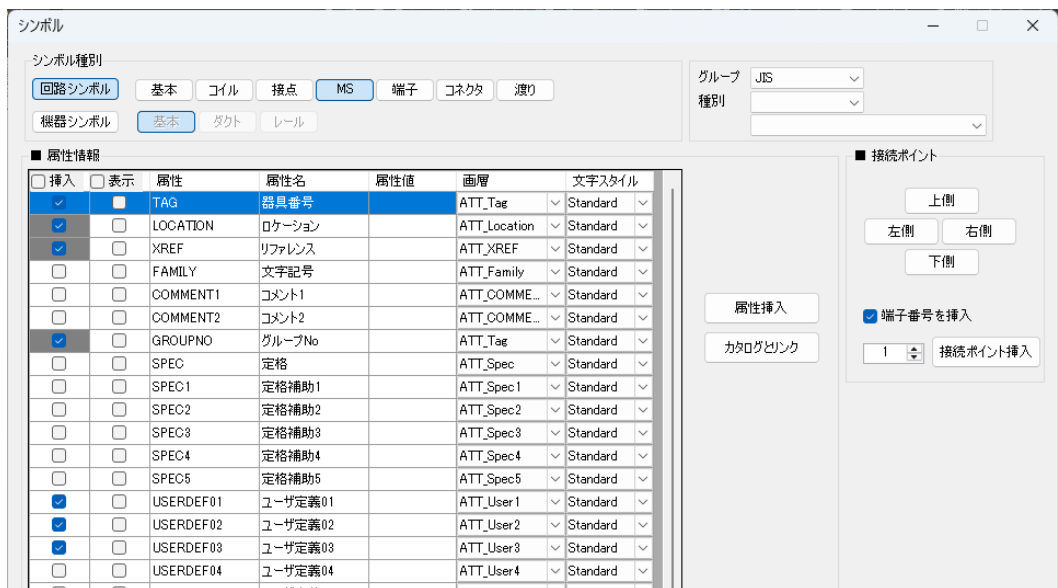 シンボル
シンボル種別
回路シンボル 基本 コイル 接点 MS 端子 コネクタ 渡り
機器シンボル 基本 ダクト レール
グループ JIS
種別
■ 属性情報
挿入 表示 属性 属性名 属性値 画層 文字スタイル
TAG 器具番号 ATT_Tag Standard
LOCATION ロケーション ATT_Location Standard
XREF リファレンス ATT_XREF Standard
FAMILY 文字記号 ATT_Family Standard
COMMENT1 コメント1 ATT_COMME... Standard
COMMENT2 コメント2 ATT_COMME... Standard
GROUPNO グループNo ATT_Tag Standard
SPEC 定格 ATT_Spec Standard
SPEC1 定格補助1 ATT_Spec1 Standard
SPEC2 定格補助2 ATT_Spec2 Standard
SPEC3 定格補助3 ATT_Spec3 Standard
SPEC4 定格補助4 ATT_Spec4 Standard
SPEC5 定格補助5 ATT_Spec5 Standard
USERDEF01 ユーザ定義01 ATT_User1 Standard
USERDEF02 ユーザ定義02 ATT_User2 Standard
USERDEF03 ユーザ定義03 ATT_User3 Standard
USERDEF04 ユーザ定義04 ATT_User4 Standard
属性挿入
カタログとリンク
■ 接続ポイント
上側
左側 右側
下側
端子番号を挿入
1 接続ポイント挿入